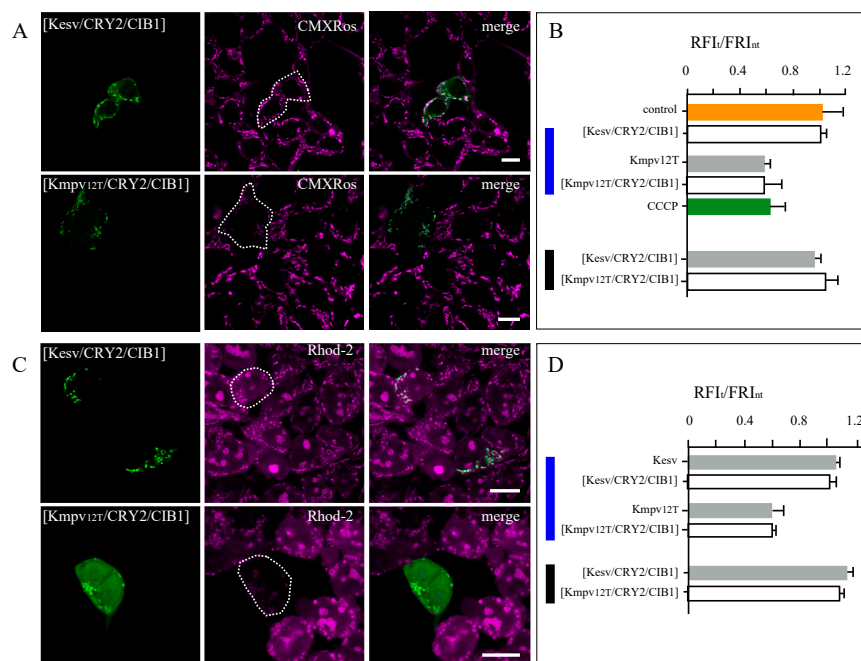 A
[Kesv/CRY2/CIB1]
CMXRos
merge
[Kmpv12T/CRY2/CIB1]
CMXRos
merge
B
RFIt/FRInt
0 0.4 0.8 1.2
control
[Kesv/CRY2/CIB1]
Kmpv12T
[Kmpv12T/CRY2/CIB1]
CCCP
[Kesv/CRY2/CIB1]
[Kmpv12T/CRY2/CIB1]
C
[Kesv/CRY2/CIB1]
Rhod-2
merge
[Kmpv12T/CRY2/CIB1]
Rhod-2
merge
D
RFIt/FRInt
0 0.4 0.8 1.2
Kesv
[Kesv/CRY2/CIB1]
Kmpv12T
[Kmpv12T/CRY2/CIB1]
[Kesv/CRY2/CIB1]
[Kmpv12T/CRY2/CIB1]